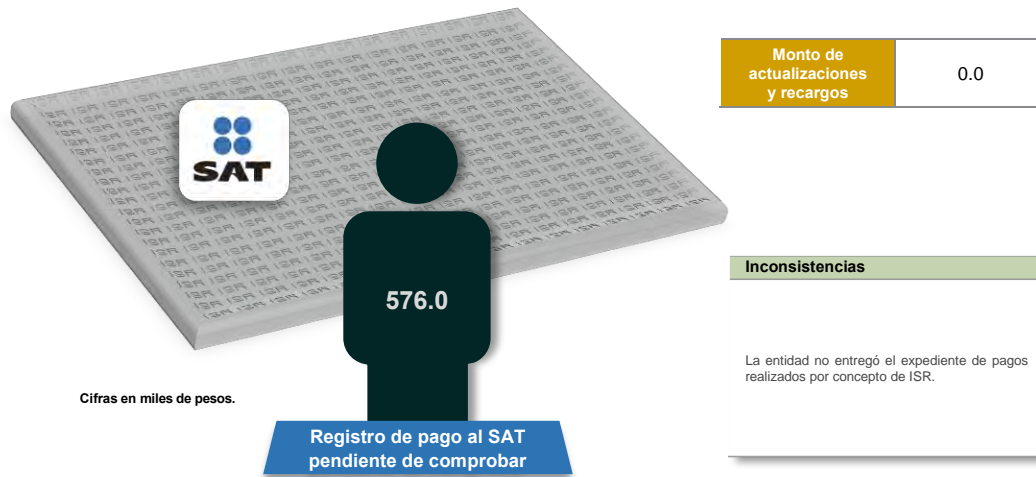 SAT
576.0
Cifras en miles de pesos.
Registro de pago al SAT
pendiente de comprobar
Monto de
actualizaciones
y recargos
0.0
Inconsistencias
La entidad no entregó el expediente de pagos
realizados por concepto de ISR.